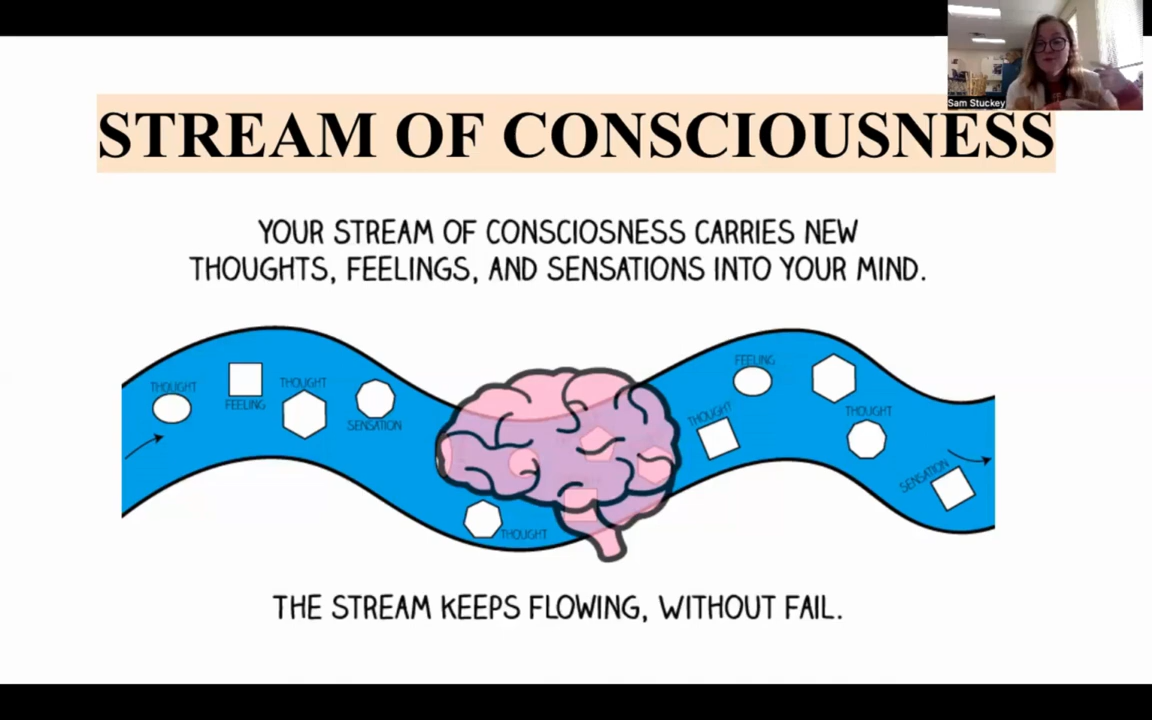 Sam Stuckey
STREAM OF CONSCIOUSNESS
YOUR STREAM OF CONSCIOSNESS CARRIES NEW
THOUGHTS, FEELINGS, AND SENSATIONS INTO YOUR MIND.
THOUGHT
FEELING
THOUGHT
SENSATION
THOUGHT
THOUGHT
FEELING
THOUGHT
SENSATION
THE STREAM KEEPS FLOWING, WITHOUT FAIL.